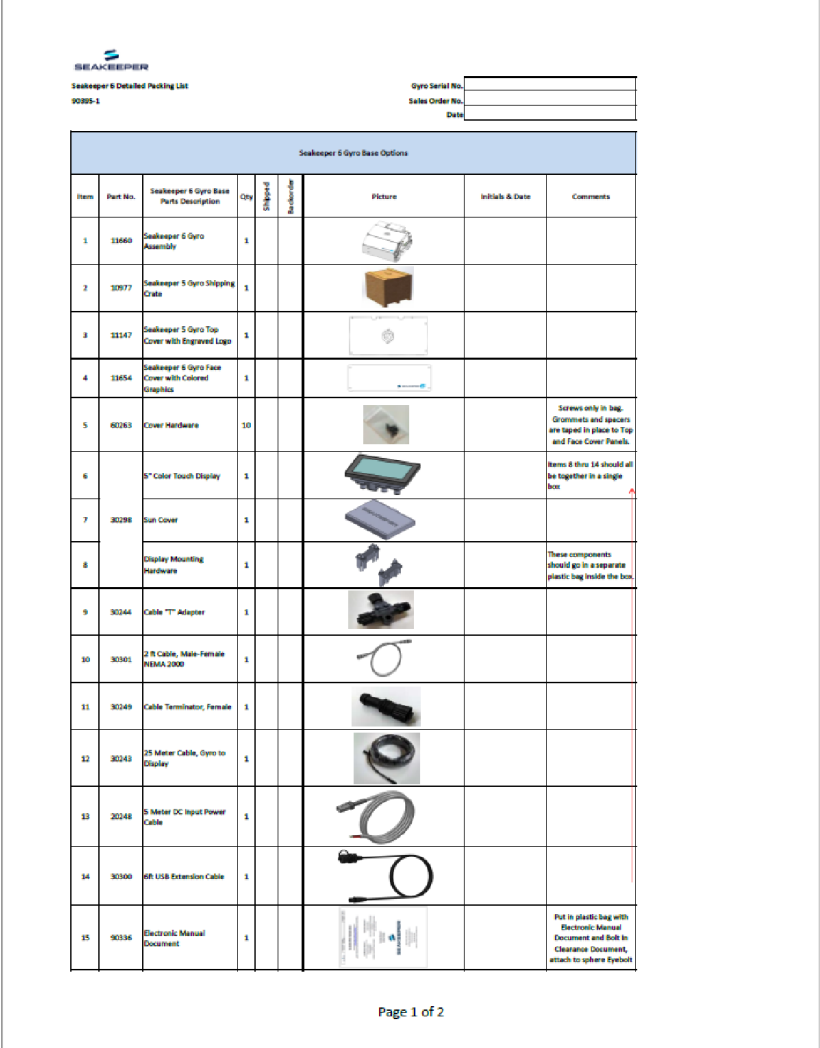 SEAKEEPER
Seakeeper 6 Detailed Packing List
90395-1
Gyro Serial No.
Sales Order No.
Date
Seakeeper 6 Gyro Base Options
Item
Part No.
Seakeeper 6 Gyro Base
Parts Description
Qty
Shipped
Backorder
Picture
Initials & Date
Comments
1
11660
Seakeeper 6 Gyro
Assembly
1
2
10977
Seakeeper 5 Gyro Shipping
Crate
1
3
11147
Seakeeper 5 Gyro Top
Cover with Engraved Logo
1
4
11654
Seakeeper 6 Gyro Face
Cover with Colored
Graphics
1
5
60263
Cover Hardware
10
Screws only in bag.
Grommets and spacers
are taped in place to Top
and Face Cover Panels.
6
5" Color Touch Display
1
Items 8 thru 14 should all
be together in a single
box
7
30298
Sun Cover
1
8
Display Mounting
Hardware
1
These components
should go in a separate
plastic bag inside the box.
9
30244
Cable "T" Adapter
1
10
30301
2 ft Cable, Male-Female
NEMA 2000
1
11
30249
Cable Terminator, Female
1
12
30243
25 Meter Cable, Gyro to
Display
1
13
20248
5 Meter DC Input Power
Cable
1
14
30300
6ft USB Extension Cable
1
15
90336
Electronic Manual
Document
1
SEAKEEPER
Put in plastic bag with
Electronic Manual
Document and Bolt In
Clearance Document,
attach to sphere Eyebolt
Page 1 of 2